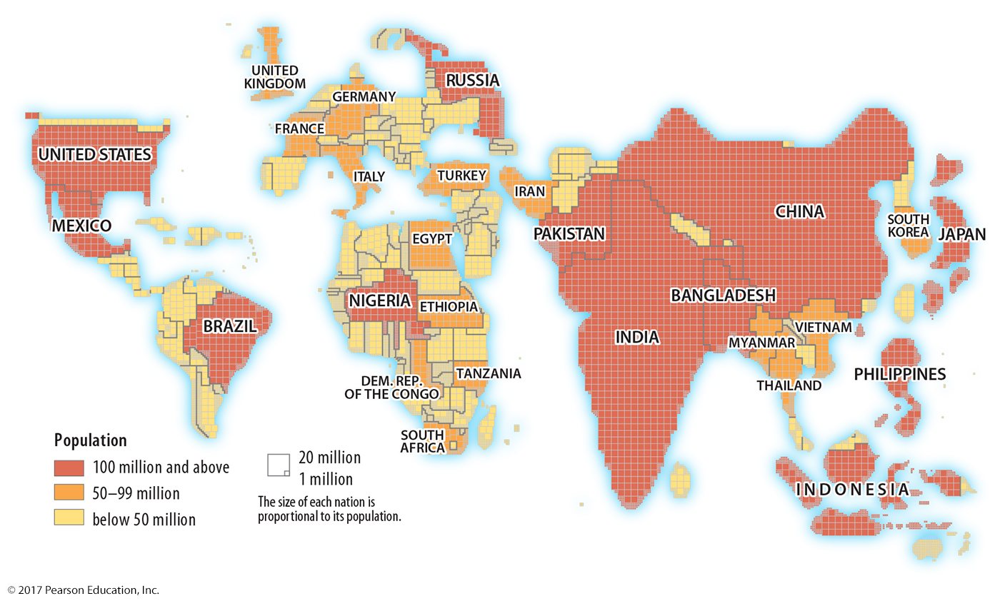 UNITED
KINGDOM
RUSSIA
GERMANY
FRANCE
UNITED STATES
ITALY
TURKEY
IRAN
CHINA
MEXICO
EGYPT
PAKISTAN
SOUTH
KOREA
JAPAN
NIGERIA
ETHIOPIA
BANGLADESH
BRAZIL
INDIA
VIETNAM
MYANMAR
TANZANIA
PHILIPPINES
DEM. REP.
OF THE CONGO
THAILAND
SOUTH
AFRICA
INDONESIA
Population
100 million and above
50–99 million
below 50 million
20 million
1 million
The size of each nation is
proportional to its population.
© 2017 Pearson Education, Inc.